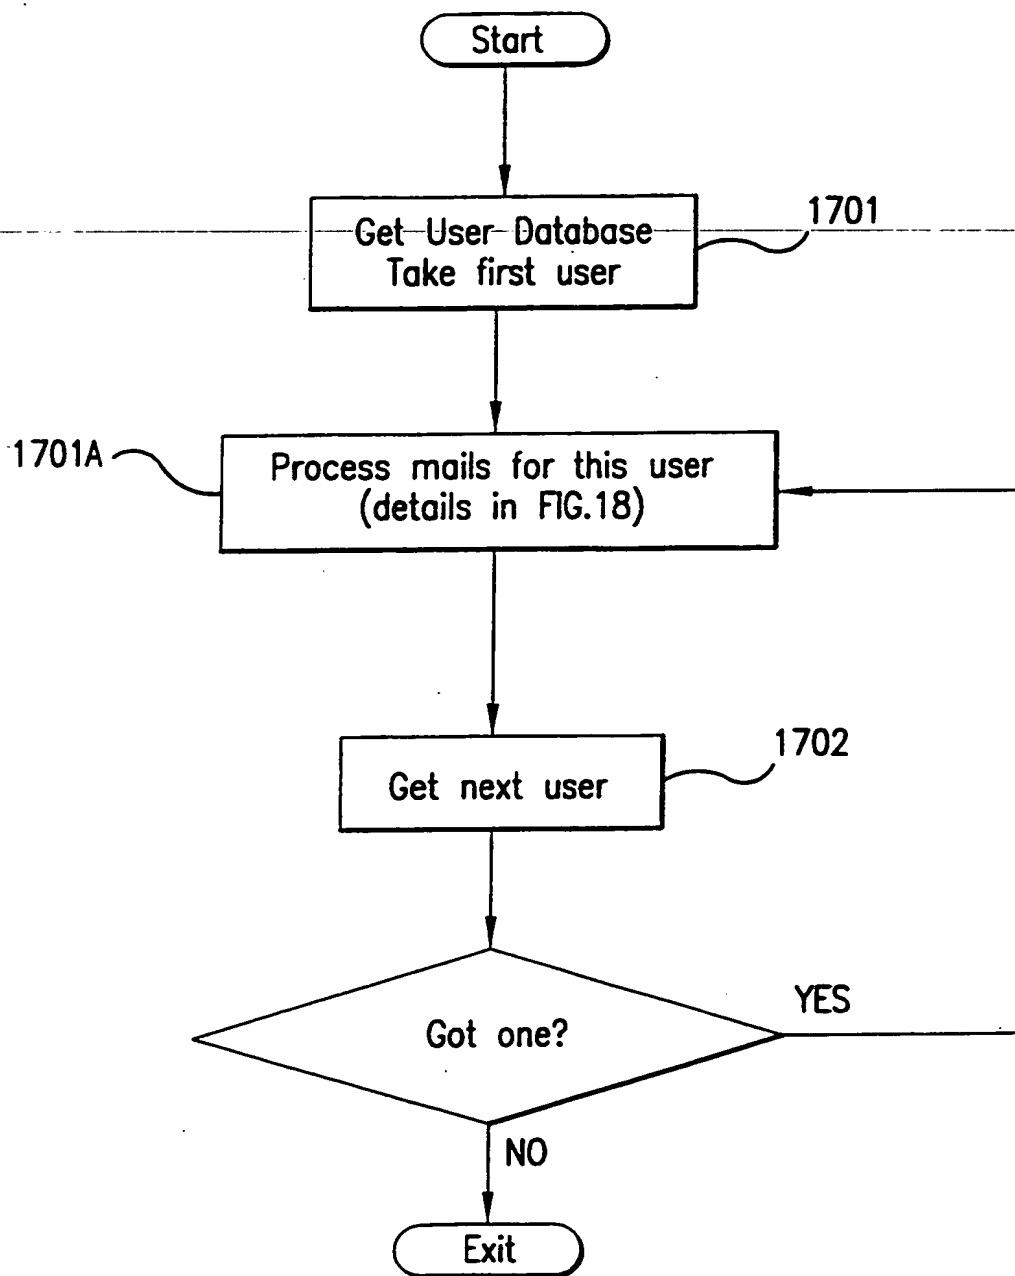 Start
1701
Get User Database
Take first user
1701A
Process mails for this user
(details in FIG.18)
1702
Get next user
Got one?
YES
NO
Exit